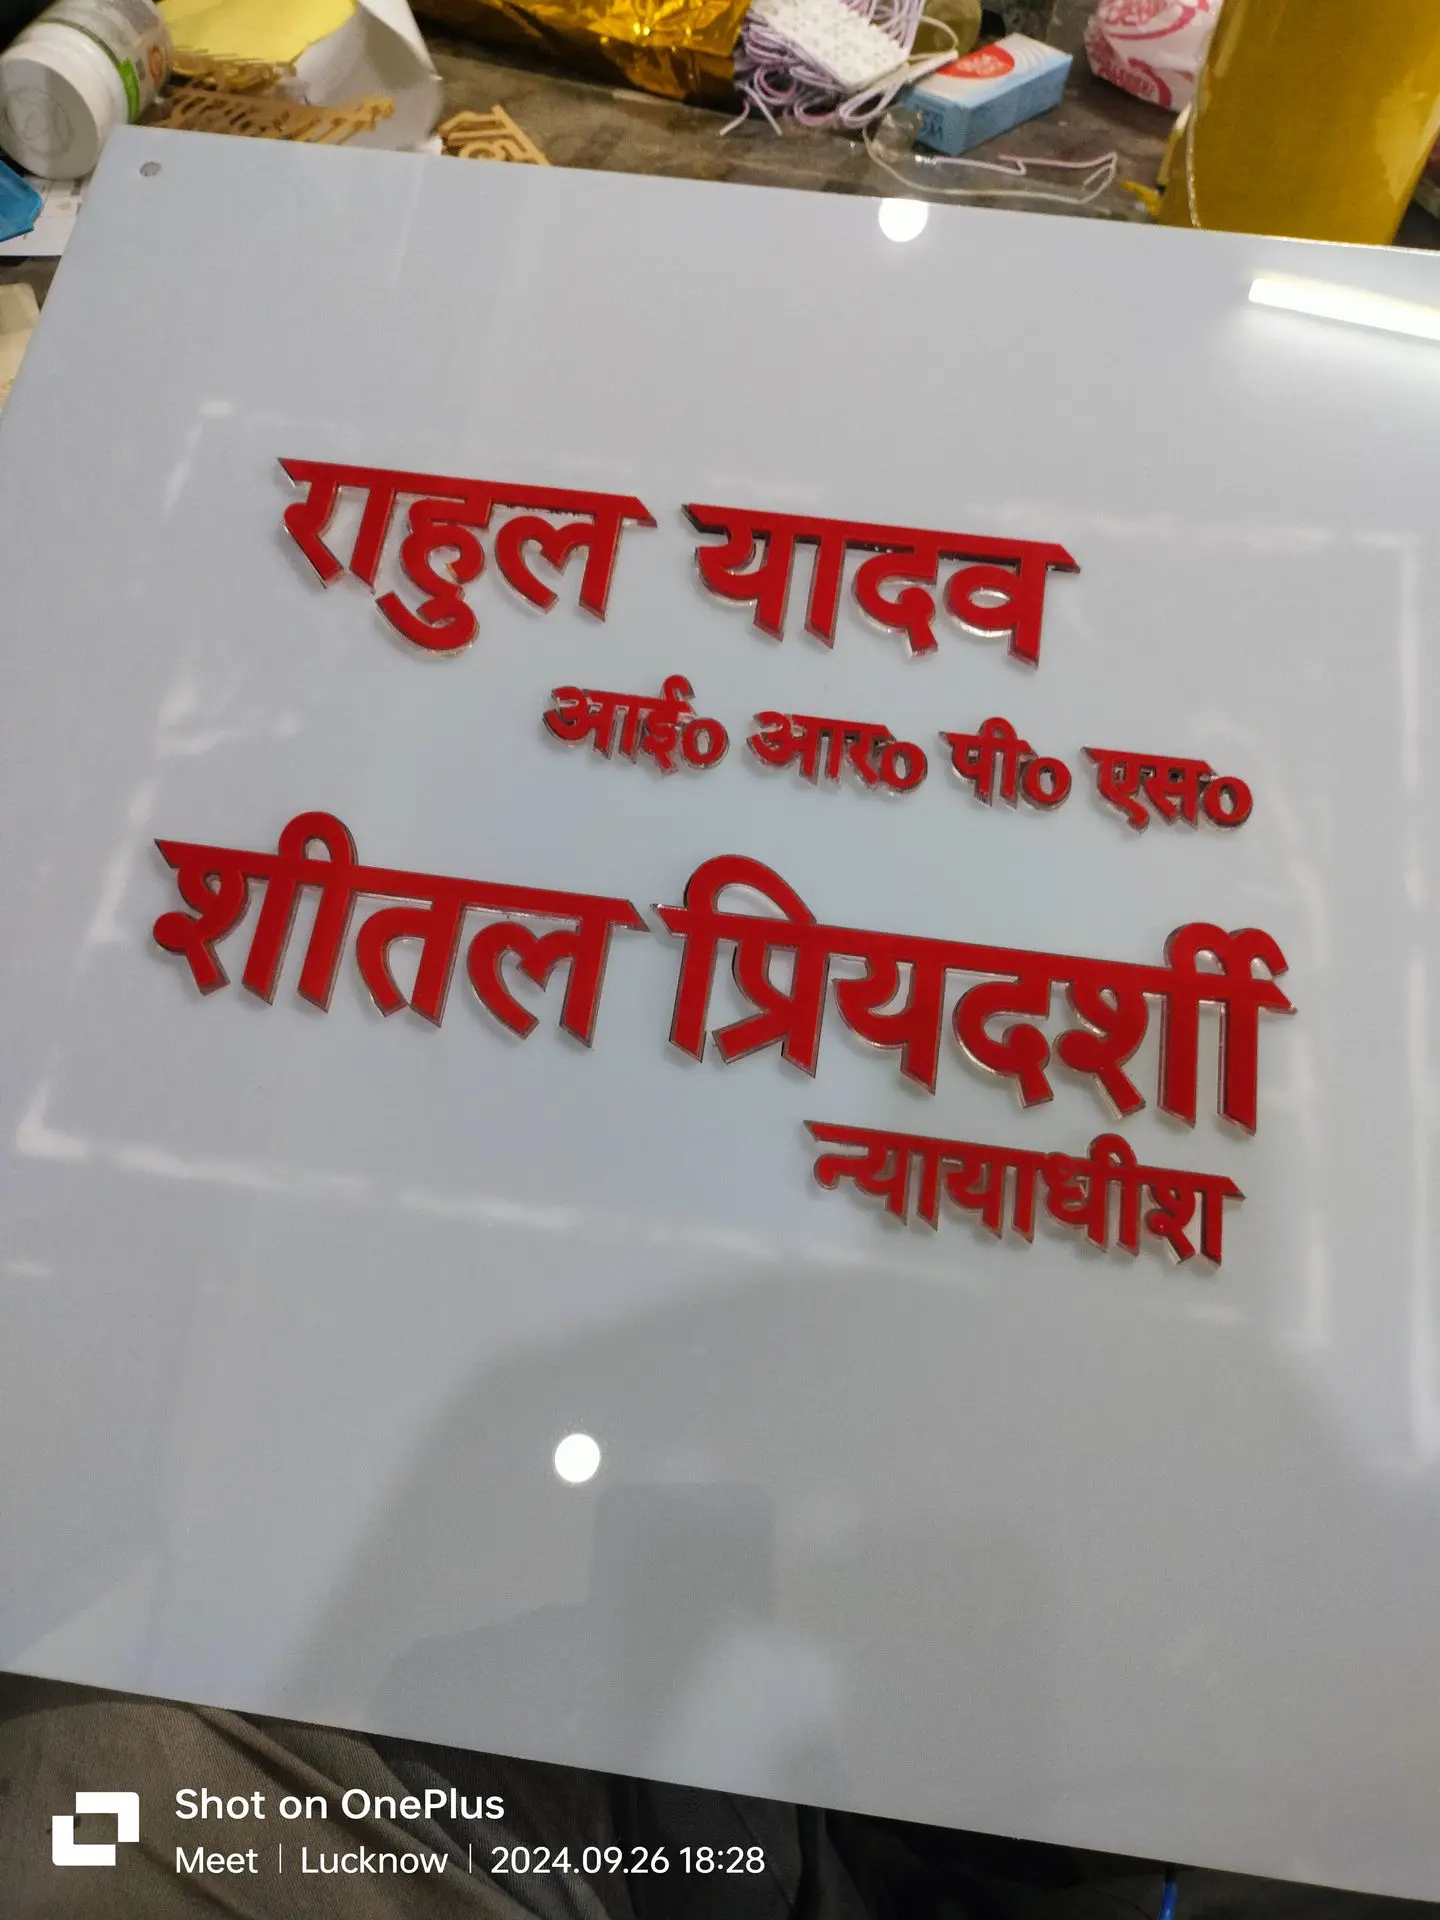 राहुल यादव
आई० आर० पी० एस०
शीतल प्रियदर्शी
न्यायाधीश
Shot on OnePlus
Meet | Lucknow | 2024.09.26 18:28